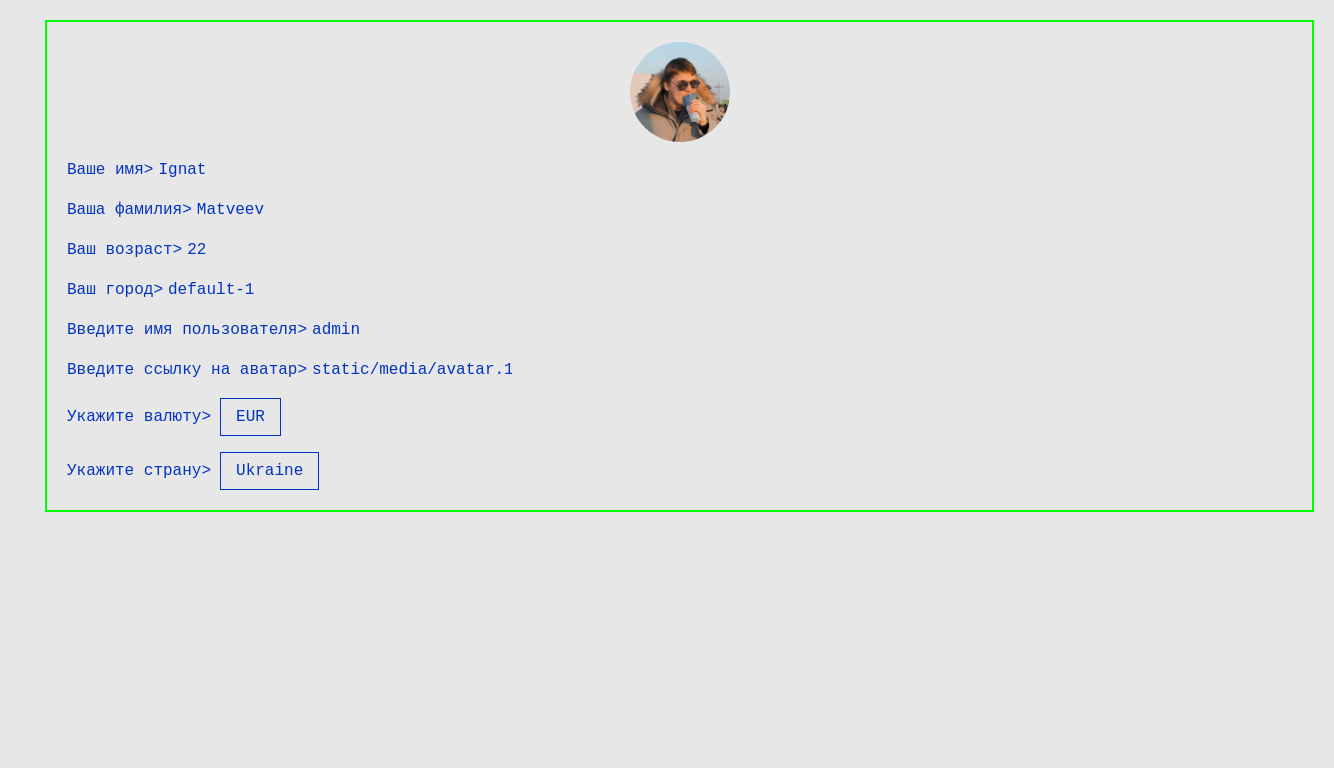 Ваше имя> Ignat
Ваша фамилия> Matveev
Ваш возраст> 22
Ваш город> default-1
Введите имя пользователя> admin
Введите ссылку на аватар> static/media/avatar.1
Укажите валюту> EUR
Укажите страну> Ukraine